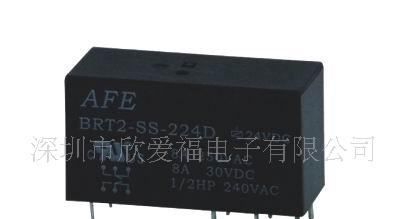 AFE
BRT2-SS-224D 24VDC
深圳市欣爱福电子有限公司
8A 30VDC
1/2HP 240VAC